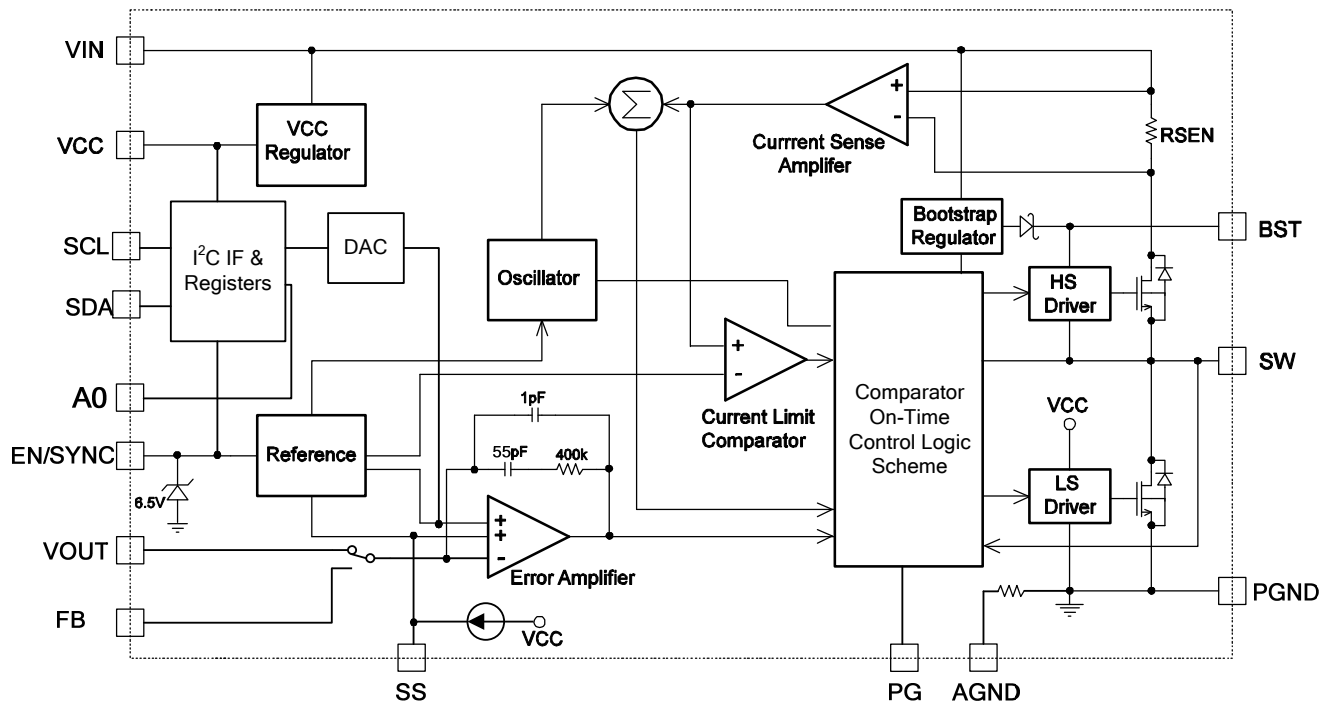 VIN
VCC
Regulator
VCC
SCL
SDA
A0
EN/SYNC
6.5V
VOUT
FB
I²C IF &
Registers
DAC
Reference
Oscillator
Σ
+
-
Currrent Sense
Amplifer
RSEN
Bootstrap
Regulator
BST
HS
Driver
SW
+
-
Current Limit
Comparator
Comparator
On-Time
Control Logic
Scheme
VCC
LS
Driver
1pF
55pF
400k
+
+
-
Error Amplifier
VCC
PGND
SS
PG
AGND